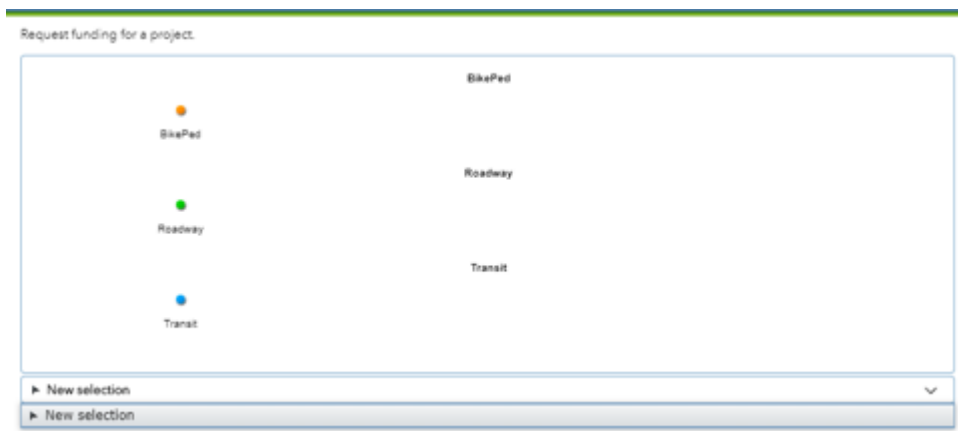 Request funding for a project.
BikePed
BikePed
Roadway
Roadway
Transit
Transit
New selection
New selection